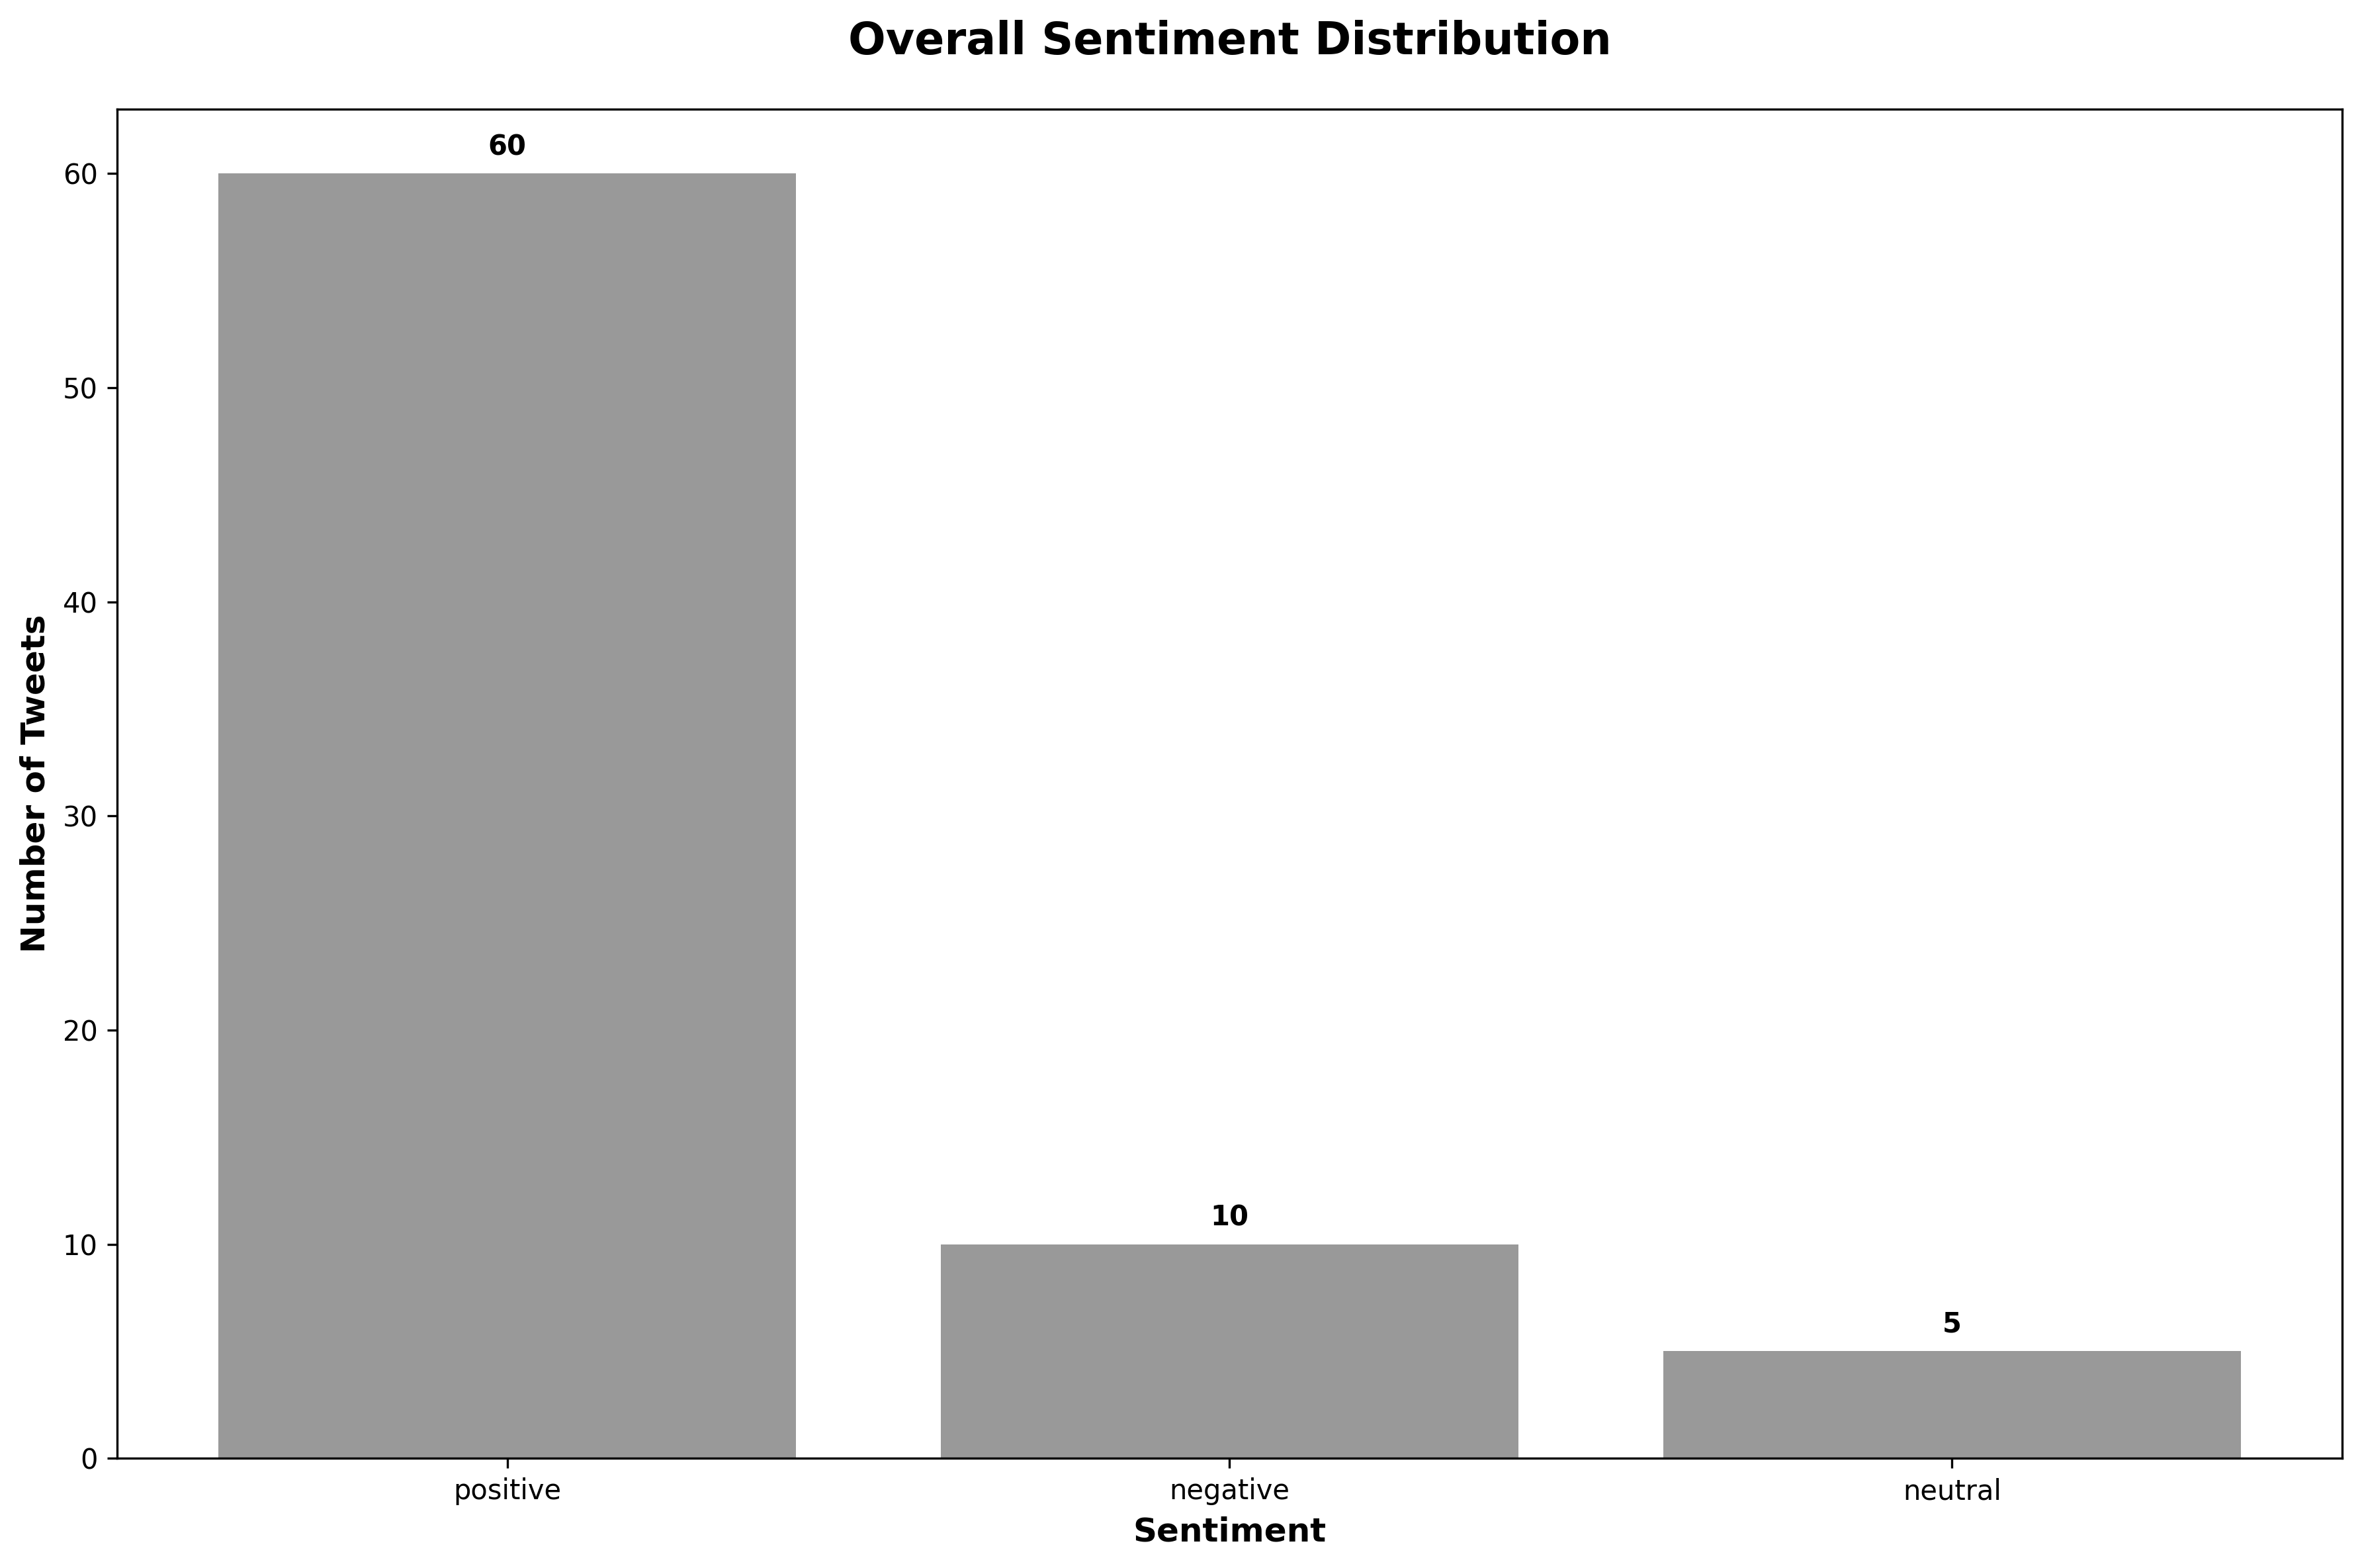 Overall Sentiment Distribution
Number of Tweets
60
50
40
30
20
10
0
60
10
5
positive
negative
neutral
Sentiment